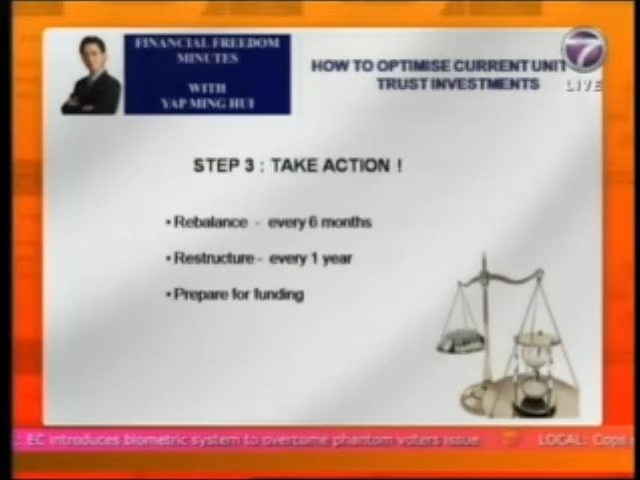 FINANCIAL FREEDOM
MINUTES
WITH
YAP MING HUI
HOW TO OPTIMISE CURRENT UNIT
TRUST INVESTMENTS
7
LIVE
STEP 3 : TAKE ACTION !
• Rebalance - every 6 months
• Restructure - every 1 year
• Prepare for funding
.: EC introduces biometric system to overcome phantom voters issue
LOCAL: Cops